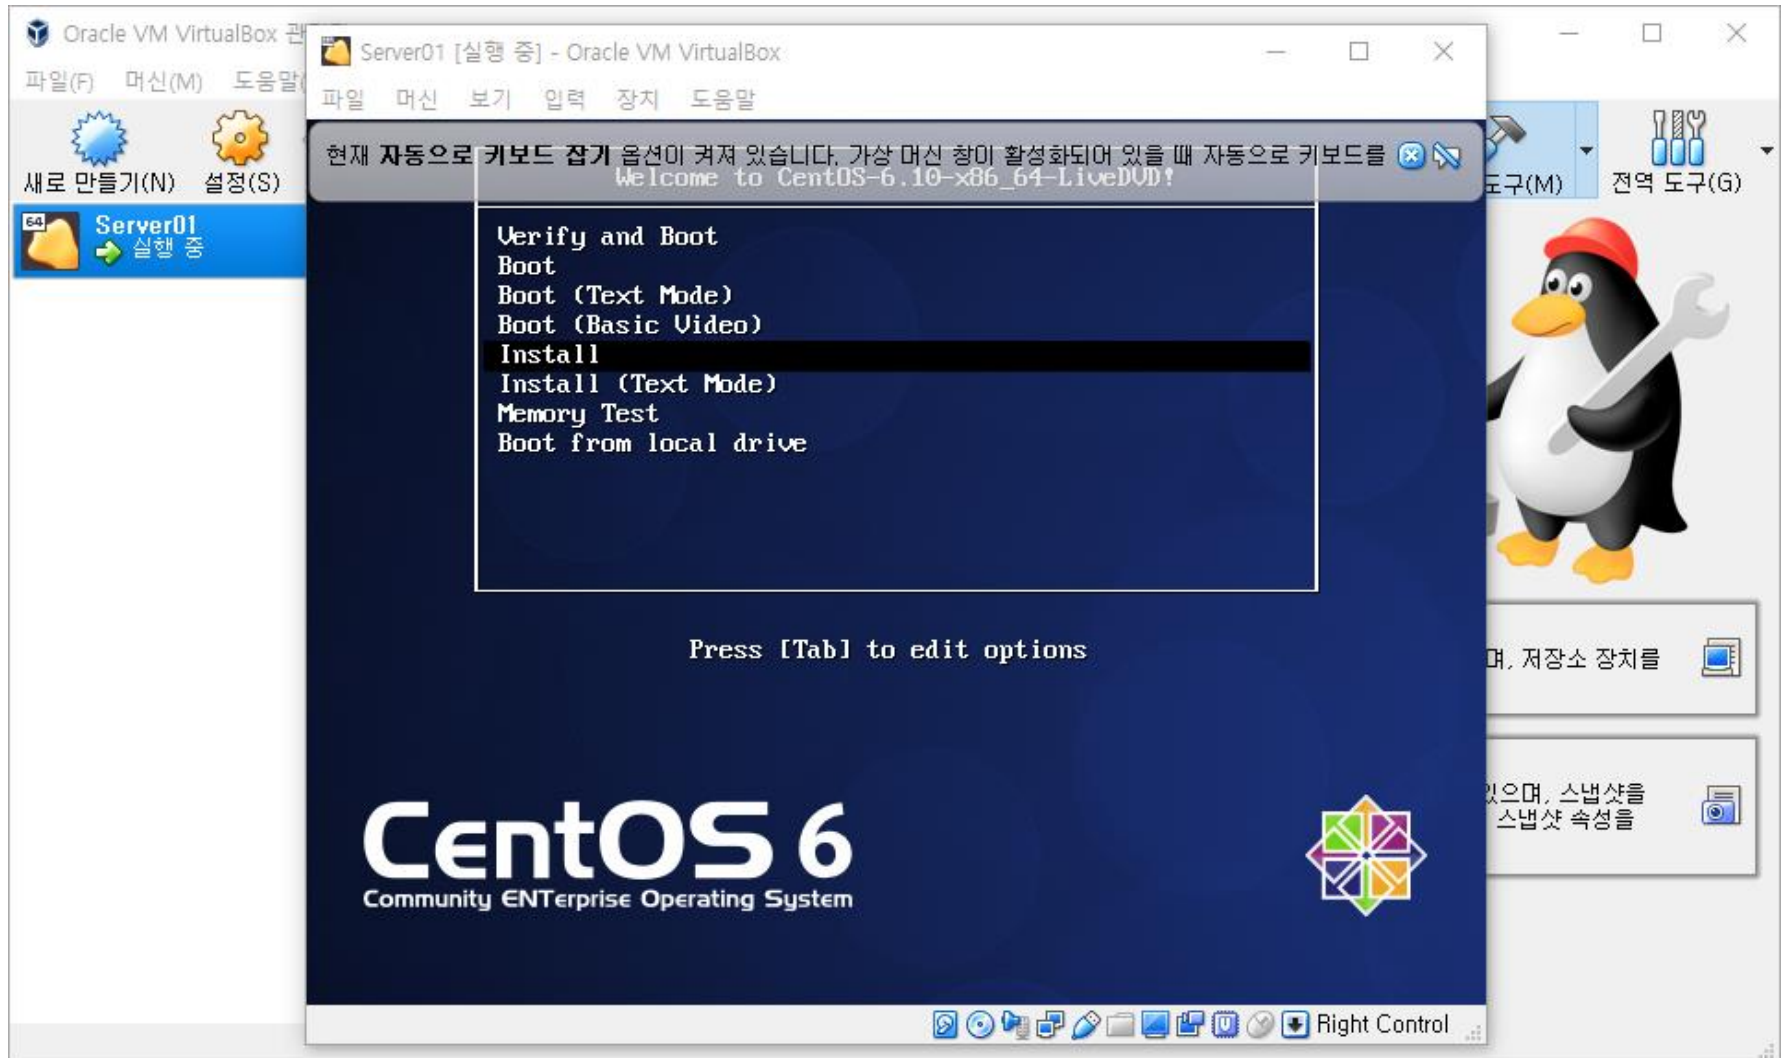 Oracle VM VirtualBox 관
파일(F) 머신(M) 도움말(
새로 만들기(N) 설정(S)
64
Server01
실행 중
Server01 [실행 중] - Oracle VM VirtualBox
파일 머신 보기 입력 장치 도움말
현재 자동으로 키보드 잡기 옵션이 켜져 있습니다. 가상 머신 창이 활성화되어 있을 때 자동으로 키보드를
Welcome to CentOS-6.10-x86_64-LiveDVD!
Verify and Boot
Boot
Boot (Text Mode)
Boot (Basic Video)
Install
Install (Text Mode)
Memory Test
Boot from local drive
Press [Tab] to edit options
CentOS 6
Community ENTerprise Operating System
Right Control
도구(M) 전역 도구(G)
며, 저장소 장치를
있으며, 스냅샷을
스냅샷 속성을